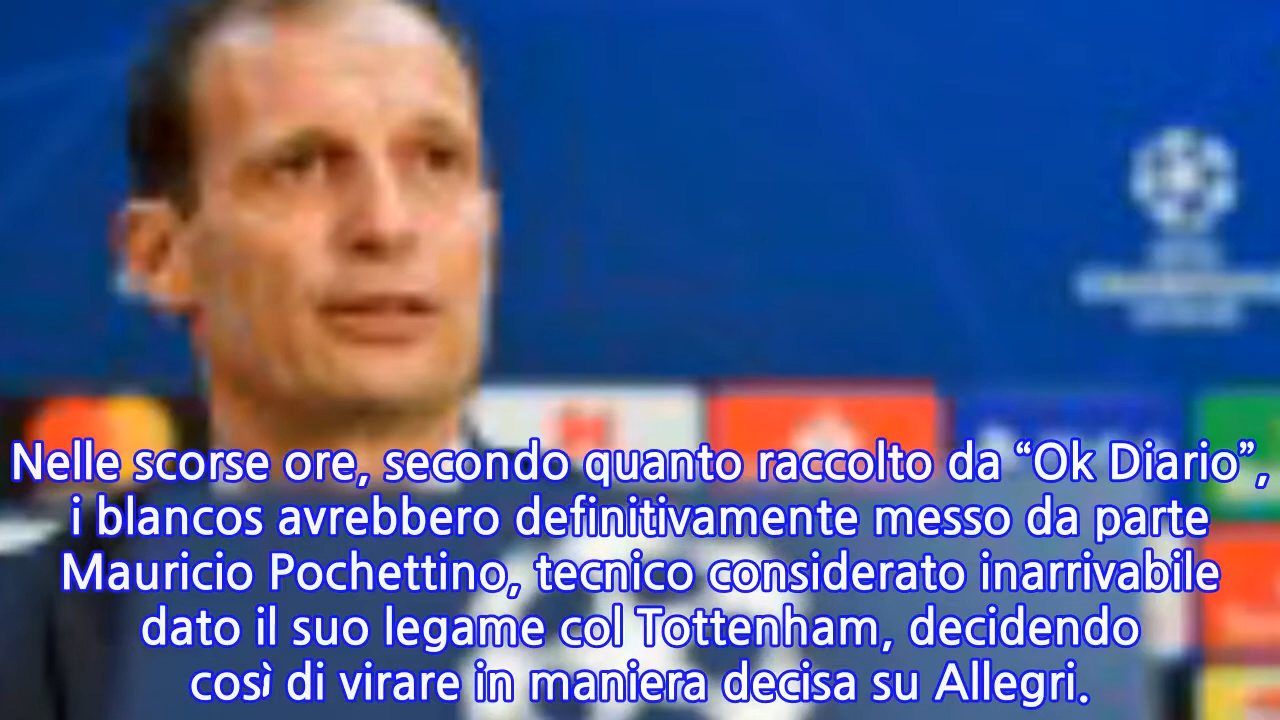 Nelle scorse ore, secondo quanto raccolto da “Ok Diario”,
i blancos avrebbero definitivamente messo da parte
Mauricio Pochettino, tecnico considerato inarrivabile
dato il suo legame col Tottenham, decidendo
così di virare in maniera decisa su Allegri.